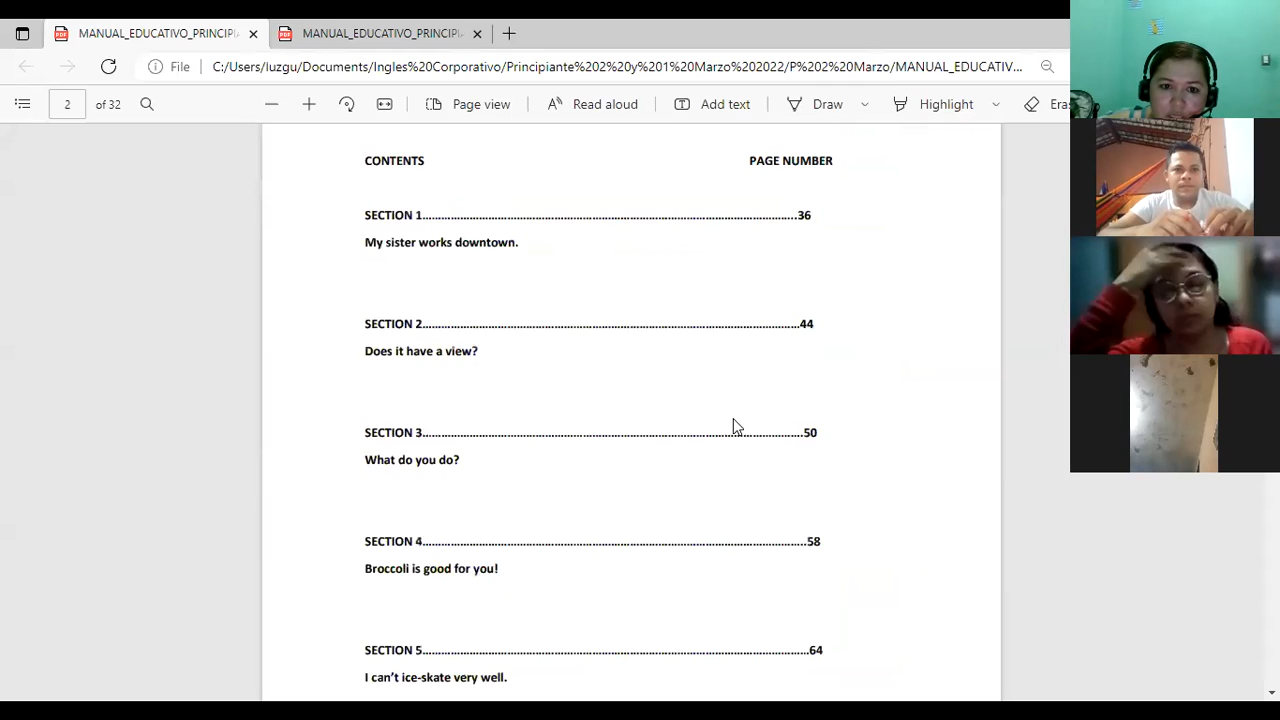 MANUAL_EDUCATIVO_PRINCIPI
MANUAL_EDUCATIVO_PRINCIPI
File
C:/Users/luzgu/Documents/Ingles%20Corporativo/Principiante%202%20y%201%20Marzo%202022/P%202%20Marzo/MANUAL_EDUCATIV...
2 of 32
Page view
Read aloud
Add text
Draw
Highlight
Eras
CONTENTS PAGE NUMBER
SECTION 1..........................................................................................36
My sister works downtown.
SECTION 2..........................................................................................44
Does it have a view?
SECTION 3..........................................................................................50
What do you do?
SECTION 4..........................................................................................58
Broccoli is good for you!
SECTION 5..........................................................................................64
I can't ice-skate very well.